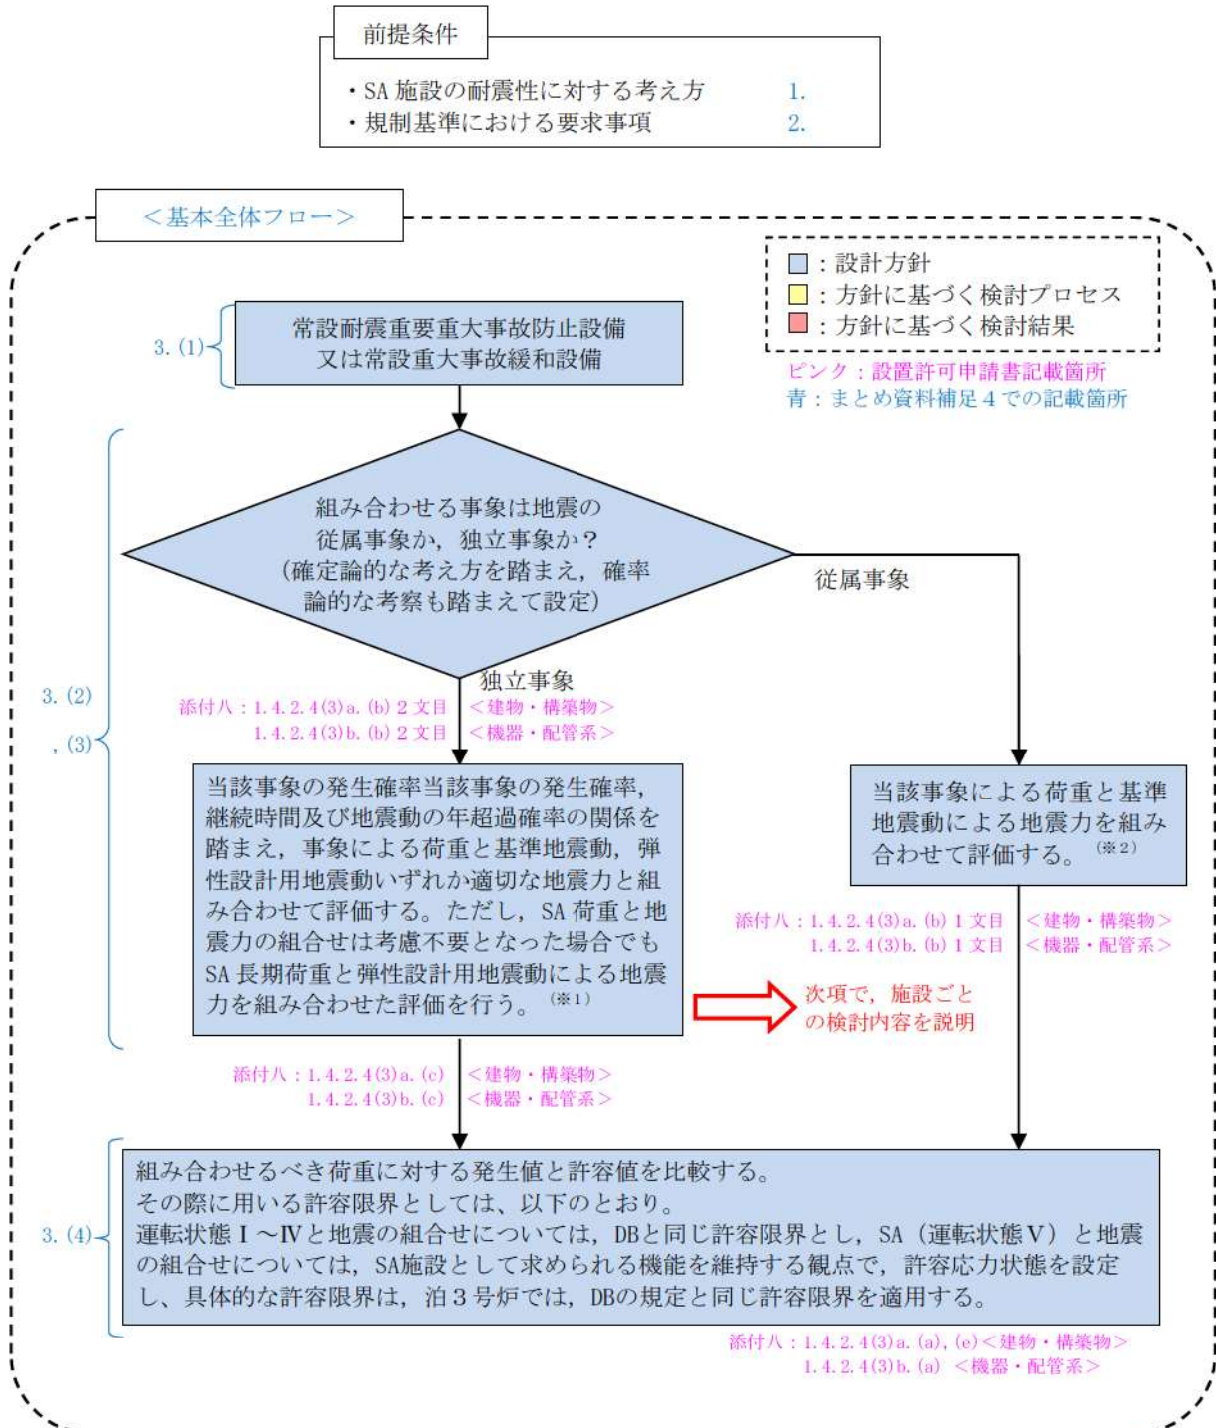 前提条件
・SA 施設の耐震性に対する考え方 1.
・規制基準における要求事項 2.
<基本全体フロー>
：設計方針
：方針に基づく検討プロセス
：方針に基づく検討結果
ピンク：設置許可申請書記載箇所
青：まとめ資料補足４での記載箇所
3. (1)
常設耐震重要重大事故防止設備
又は常設重大事故緩和設備
組み合わせる事象は地震の
従属事象か，独立事象か？
(確定論的な考え方を踏まえ，確率
論的な考察も踏まえて設定)
従属事象
独立事象
3. (2)
, (3)
添付八：1.4.2.4(3)a. (b) 2 文目 <建物・構築物>
1.4.2.4(3)b. (b) 2 文目 <機器・配管系>
当該事象の発生確率当該事象の発生確率，
継続時間及び地震動の年超過確率の関係を
踏まえ，事象による荷重と基準地震動，弾
性設計用地震動いずれか適切な地震力と組
み合わせて評価する。ただし，SA 荷重と地
震力の組合せは考慮不要となった場合でも
SA 長期荷重と弾性設計用地震動による地震
力を組み合わせた評価を行う。(※1)
当該事象による荷重と基準
地震動による地震力を組み
合わせて評価する。(※2)
添付八：1.4.2.4(3)a. (b) 1 文目 <建物・構築物>
1.4.2.4(3)b. (b) 1 文目 <機器・配管系>
次項で，施設ごと
の検討内容を説明
添付八：1.4.2.4(3)a. (c) <建物・構築物>
1.4.2.4(3)b. (c) <機器・配管系>
3. (4)
組み合わせるべき荷重に対する発生値と許容値を比較する。
その際に用いる許容限界としては、以下のとおり。
運転状態Ⅰ～Ⅳと地震の組合せについては，DBと同じ許容限界とし，SA（運転状態Ⅴ）と地震
の組合せについては，SA施設として求められる機能を維持する観点で，許容応力状態を設定
し、具体的な許容限界は，泊３号炉では，DBの規定と同じ許容限界を適用する。
添付八：1.4.2.4(3)a. (a), (e)<建物・構築物>
1.4.2.4(3)b. (a) <機器・配管系>